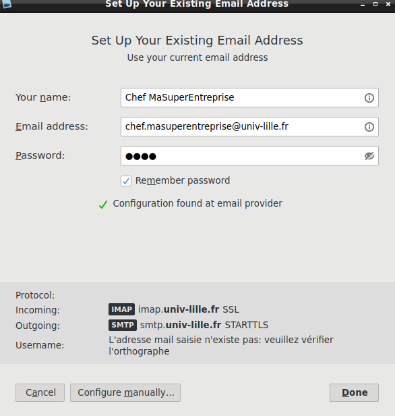 Set Up Your Existing Email Address
Set Up Your Existing Email Address
Use your current email address
Your name: Chef MaSuperEntreprise
Email address: chef.masuperentreprise@univ-lille.fr
Password: ●●●●
Remember password
Configuration found at email provider
Protocol:
Incoming: IMAP imap.univ-lille.fr SSL
Outgoing: SMTP smtp.univ-lille.fr STARTTLS
Username: L'adresse mail saisie n'existe pas: veuillez vérifier
l'orthographe
Cancel Configure manually... Done